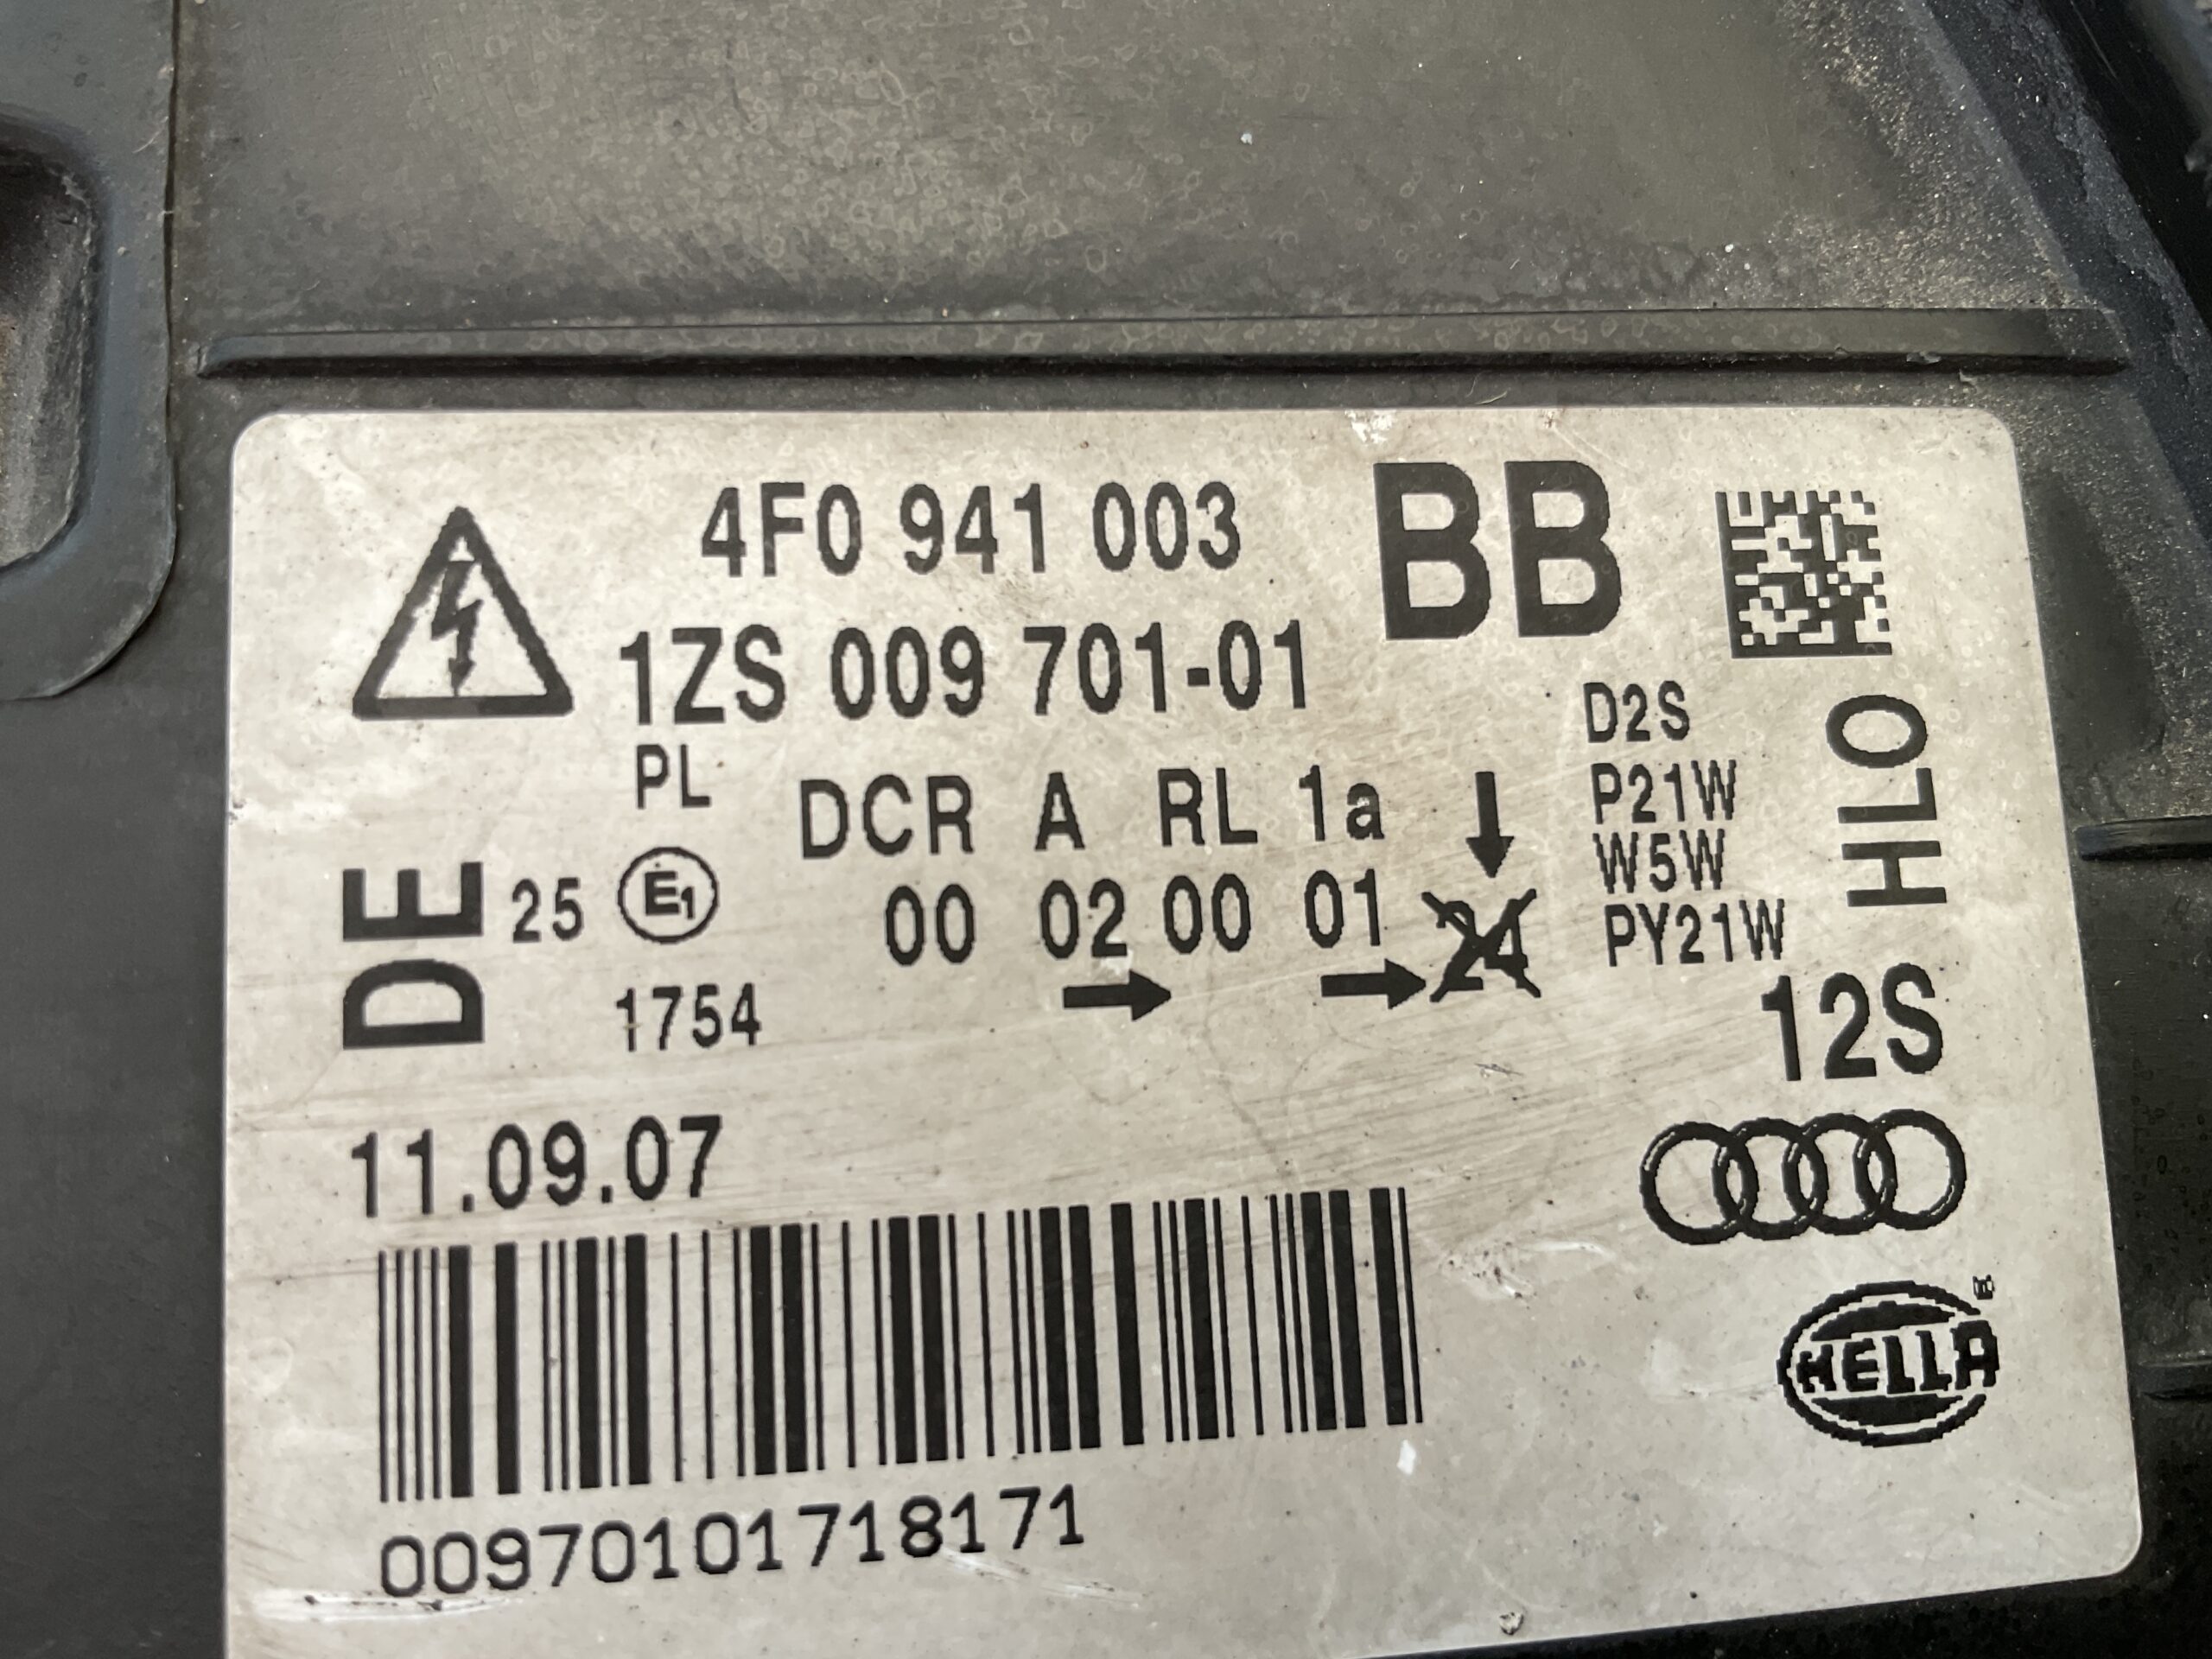 4F0 941 003 BB
1ZS 009 701-01
PL
DCR A RL 1a
DE
25 E1
00 02 00 01 24
1754
D2S
P21W
W5W
PY21W
HLO
12S
11.09.07
HELLA ®
00970101718171